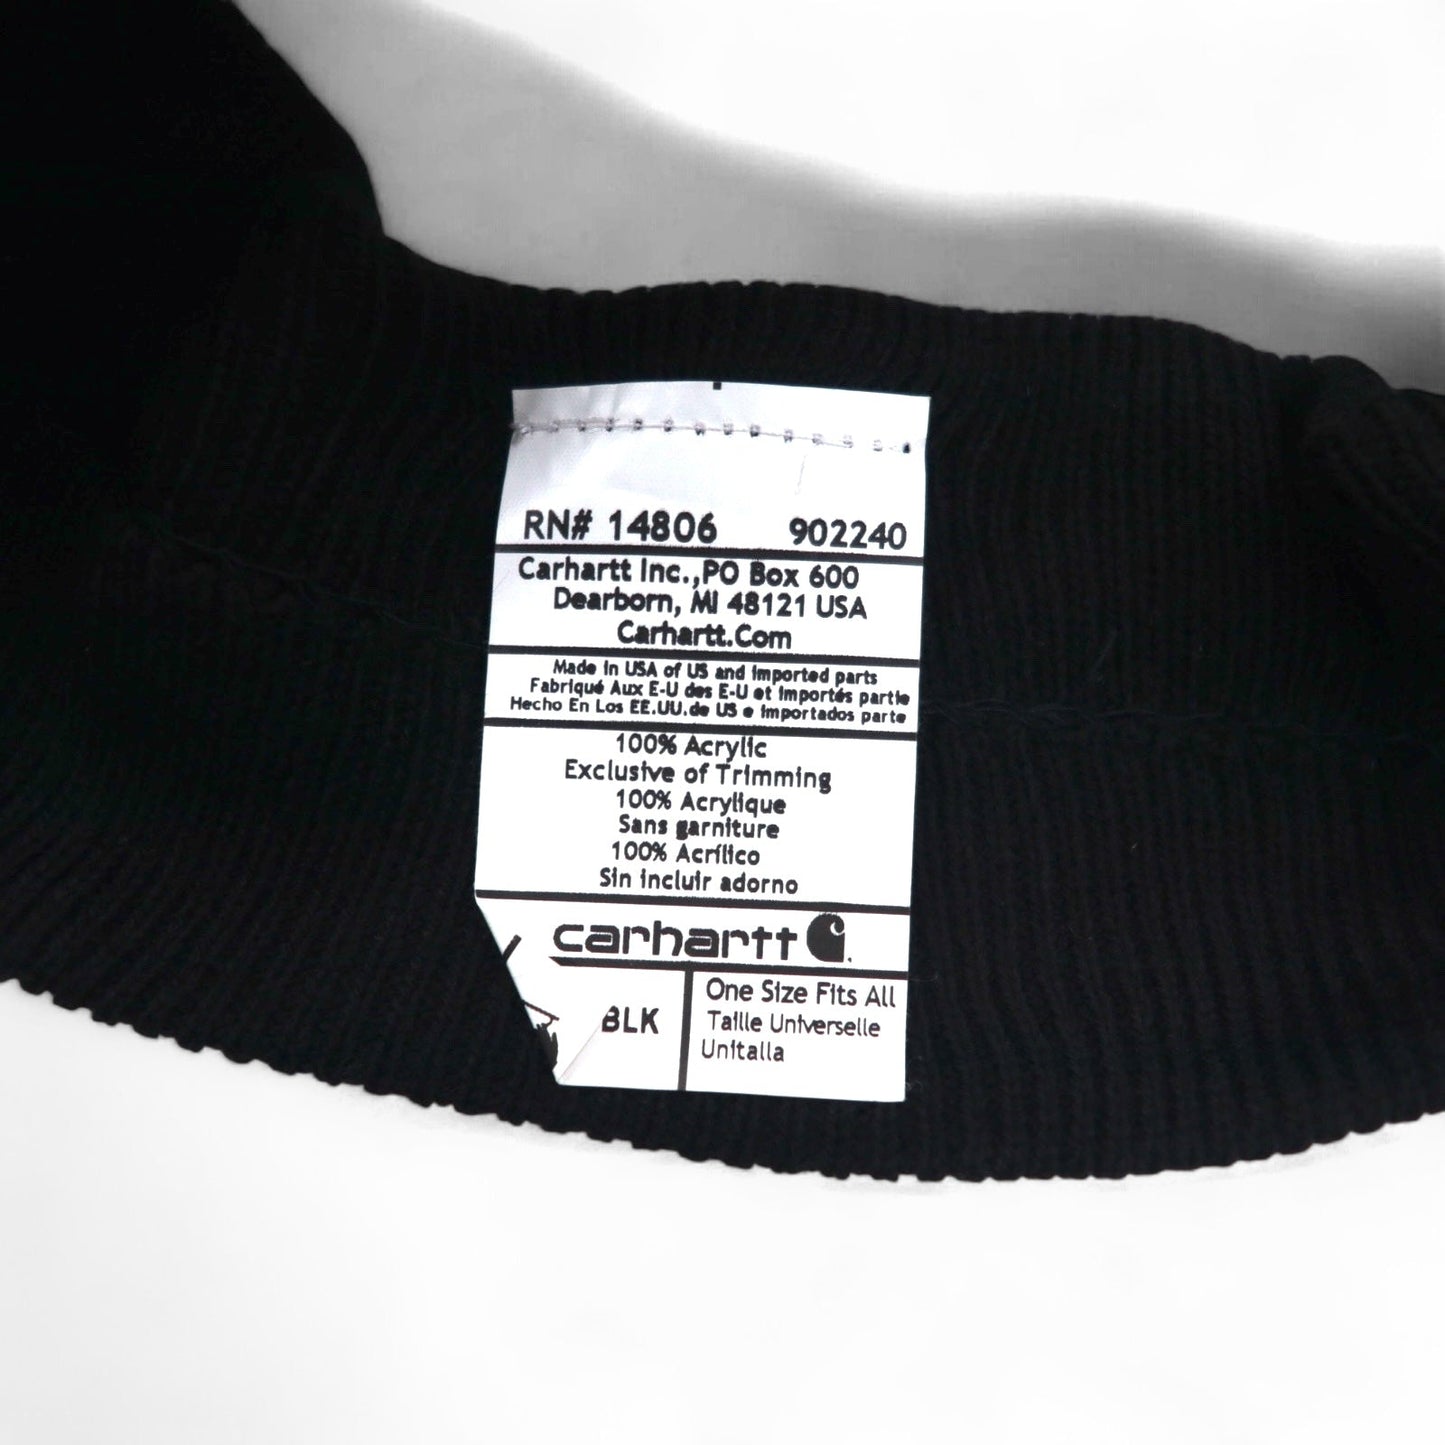 RN# 14806 902240
Carhartt Inc.,PO Box 600
Dearborn, MI 48121 USA
Carhartt.Com
Made In USA of US and Imported parts
Fabriqué Aux E-U des E-U et Importés partie
Hecho En Los EE.UU.de US e Importados parte
100% Acrylic
Exclusive of Trimming
100% Acrylique
Sans garniture
100% Acrílico
Sin incluir adorno
carhartt
BLK
One Size Fits All
Taille Universelle
Unitalla